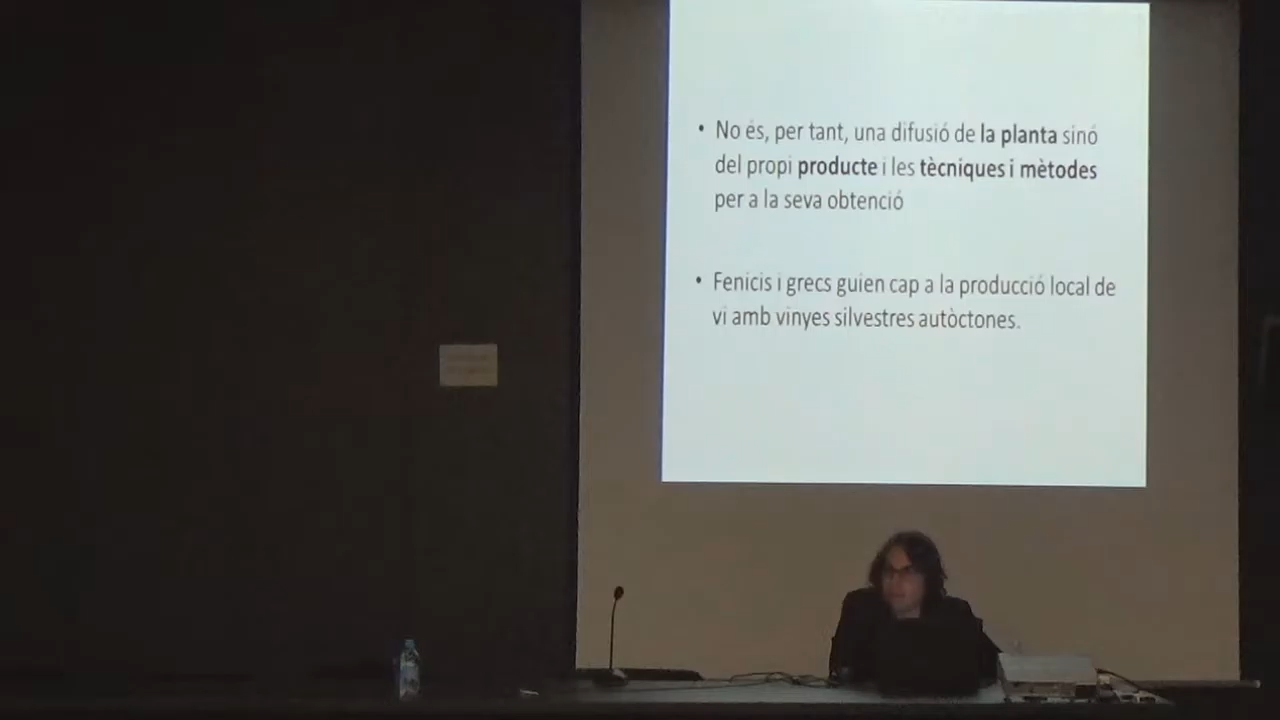 • No és, per tant, una difusió de la planta sinó
del propi producte i les tècniques i mètodes
per a la seva obtenció
• Fenicis i grecs guien cap a la producció local de
vi amb vinyes silvestres autòctones.